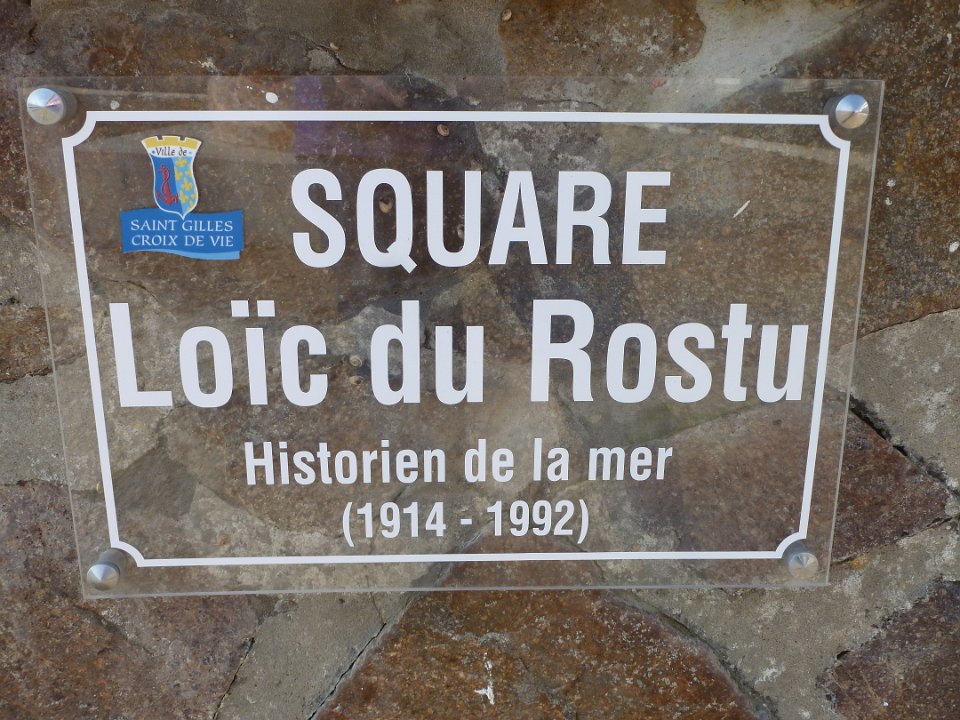 Ville de
SAINT GILLES
CROIX DE VIE
SQUARE
Loïc du Rostu
Historien de la mer
(1914 - 1992)